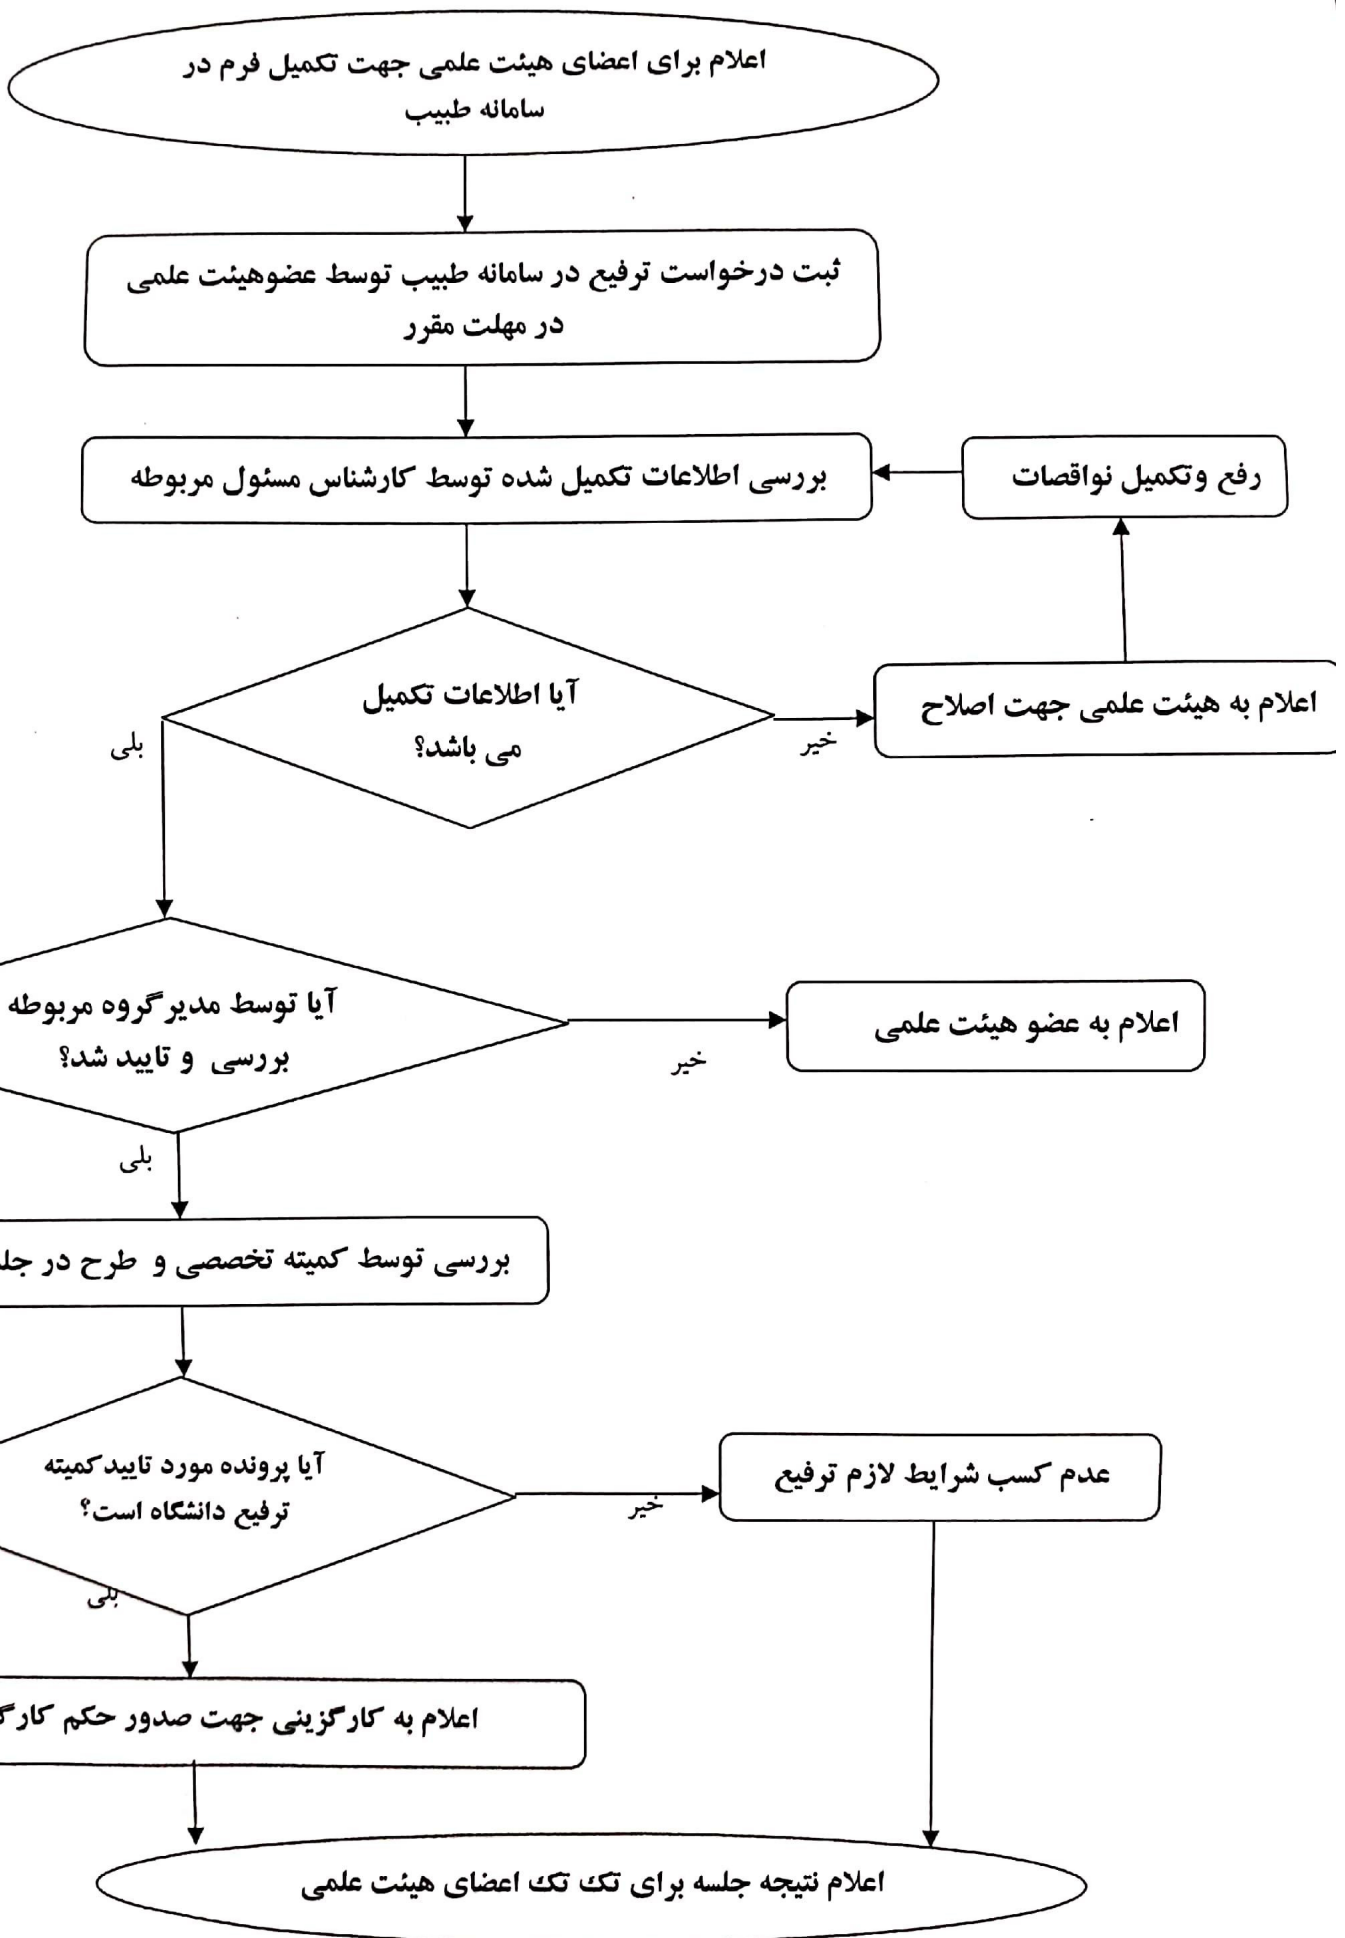 اعلام برای اعضای هیئت علمی جهت تکمیل فرم در
سامانه طبیب
ثبت درخواست ترفیع در سامانه طبیب توسط عضوهیئت علمی
در مهلت مقرر
رفع وتکمیل نواقصات
بررسی اطلاعات تکمیل شده توسط کارشناس مسئول مربوطه
آیا اطلاعات تکمیل
می باشد؟
اعلام به هیئت علمی جهت اصلاح
خیر
بلی
آیا توسط مدیر گروه مربوطه
بررسی و تایید شد؟
اعلام به عضو هیئت علمی
خیر
بلی
بررسی توسط کمیته تخصصی و طرح در
آیا پرونده مورد تایید کمیته
ترفیع دانشگاه است؟
عدم کسب شرایط لازم ترفیع
خیر
بلی
اعلام به کارگزینی جهت صدور حکم
اعلام نتیجه جلسه برای تک تک اعضای هیئت علمی